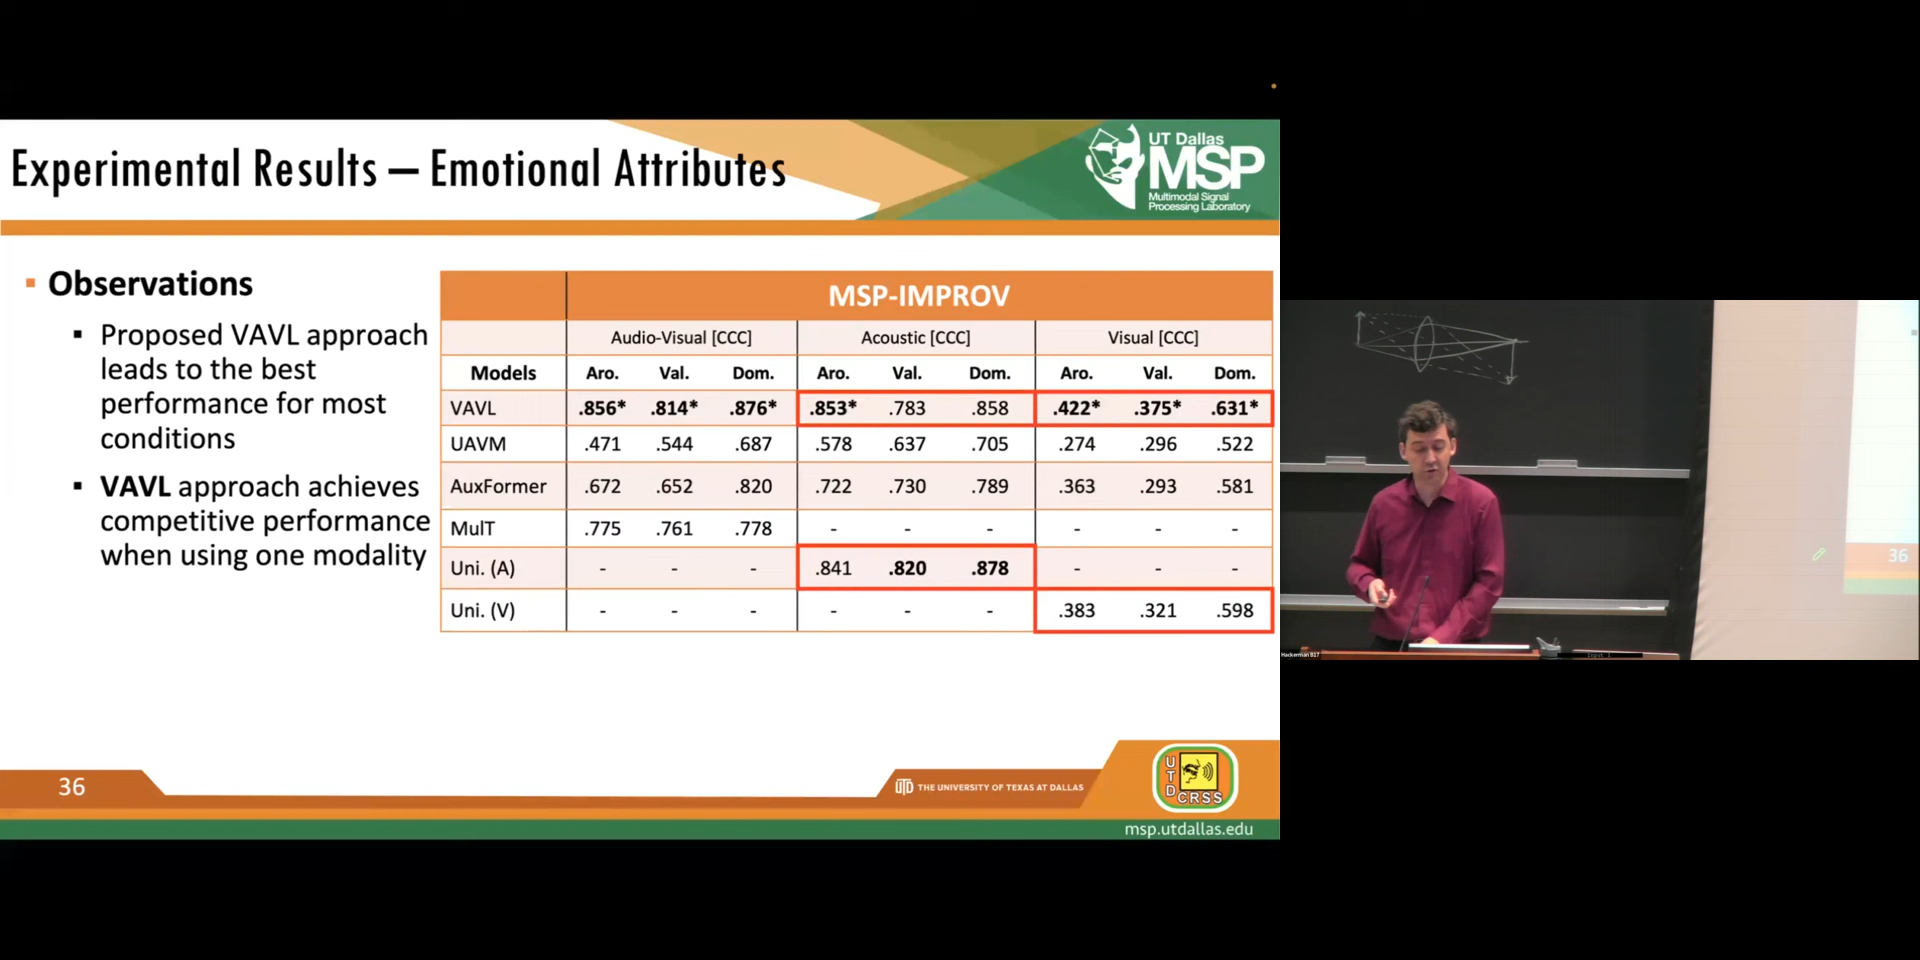 Experimental Results – Emotional Attributes
UT Dallas
MSP
Multimodal Signal
Processing Laboratory
Observations
Proposed VAVL approach
leads to the best
performance for most
conditions
VAVL approach achieves
competitive performance
when using one modality
MSP-IMPROV
Audio-Visual [CCC] Acoustic [CCC] Visual [CCC]
Models Aro. Val. Dom. Aro. Val. Dom. Aro. Val. Dom.
VAVL .856* .814* .876* .853* .783 .858 .422* .375* .631*
UAVM .471 .544 .687 .578 .637 .705 .274 .296 .522
AuxFormer .672 .652 .820 .722 .730 .789 .363 .293 .581
MulT .775 .761 .778 - - - - - -
Uni. (A) - - - .841 .820 .878 - - -
Uni. (V) - - - - - - .383 .321 .598
36
UTD THE UNIVERSITY OF TEXAS AT DALLAS
UTD
CRSS
msp.utdallas.edu
36
Hackerman B17